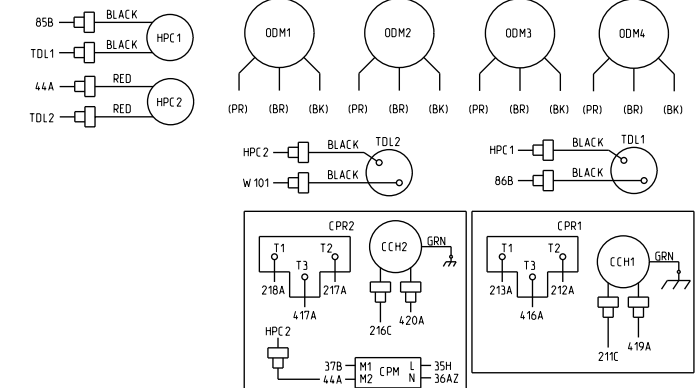 85B BLACK
HPC1
TDL1 BLACK
44A RED
HPC2
TDL2 RED
ODM1
(PR) (BR) (BK)
ODM2
(PR) (BR) (BK)
ODM3
(PR) (BR) (BK)
ODM4
(PR) (BR) (BK)
TDL2
HPC2 BLACK
W101 BLACK
TDL1
HPC1 BLACK
86B BLACK
CPR2
T1 T2
T3
218A 217A
417A
CCH2 GRN
216C 420A
HPC2
37B M1 L 35H
CPM
44A M2 N 36AZ
CPR1
T1 T2
T3
213A 212A
416A
CCH1 GRN
211C 419A